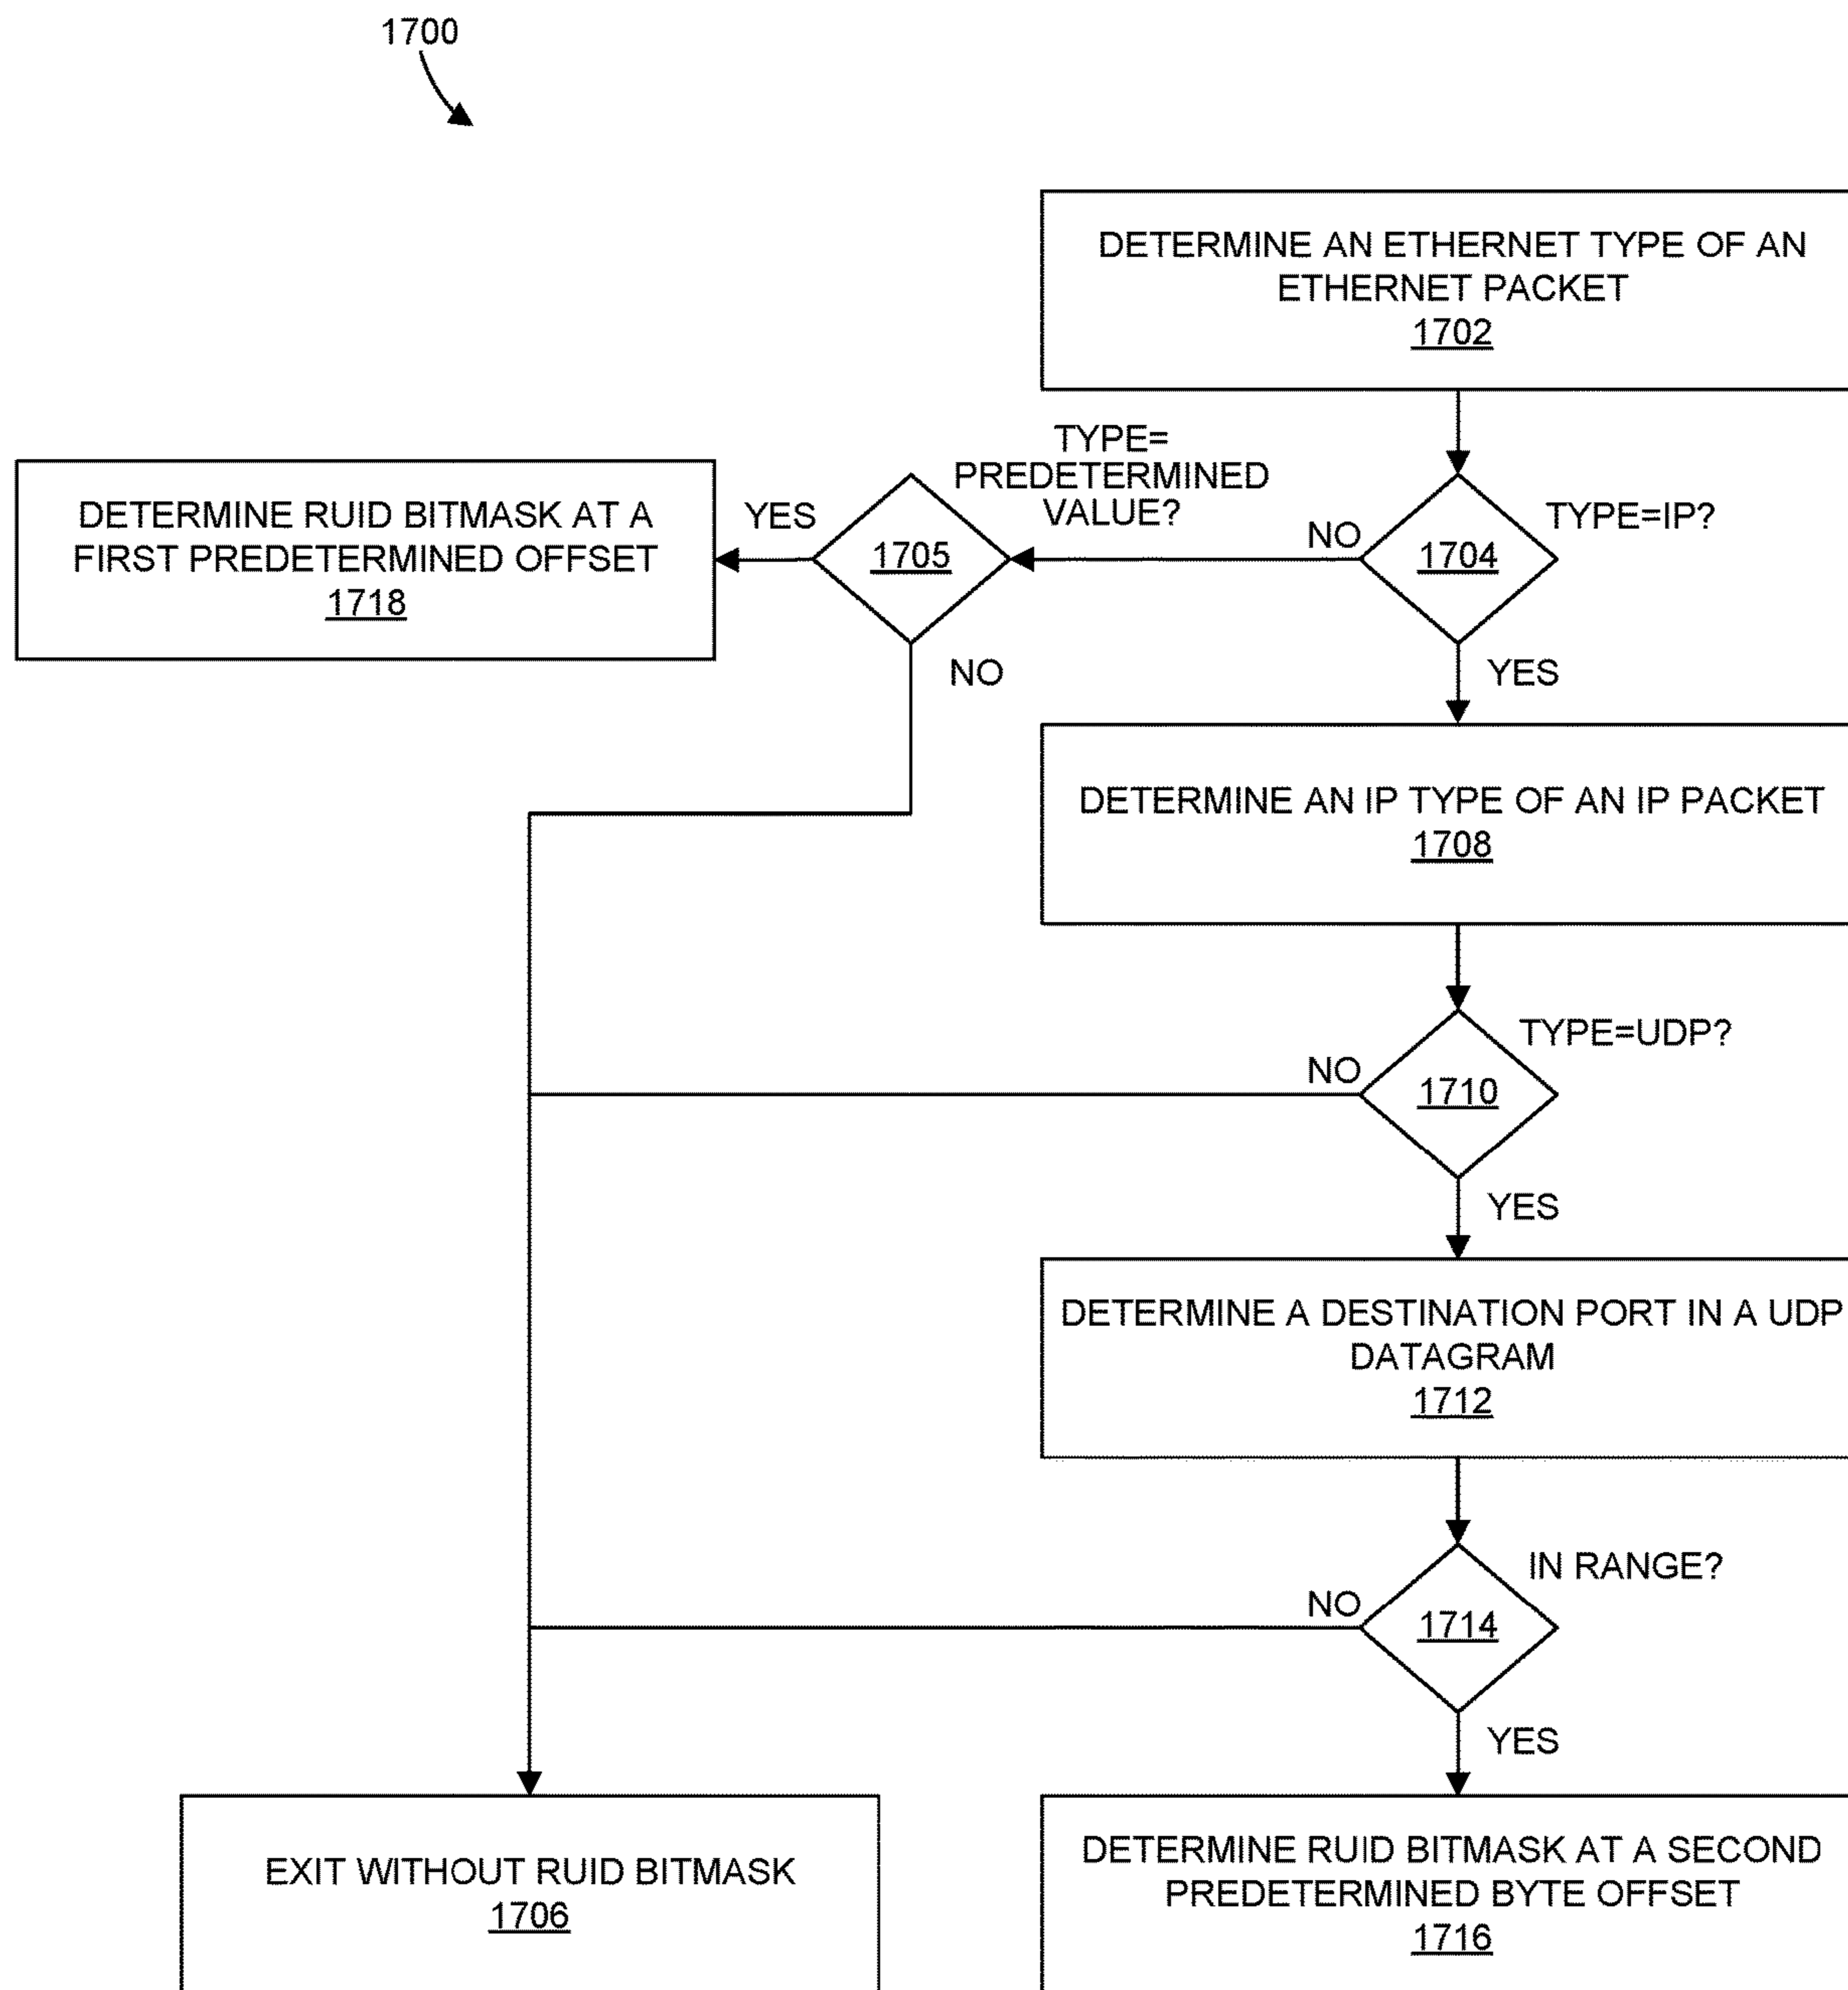 1700
DETERMINE AN ETHERNET TYPE OF AN
ETHERNET PACKET
1702
TYPE=
PREDETERMINED
VALUE?
TYPE=IP?
NO
1704
YES
1705
DETERMINE RUID BITMASK AT A
FIRST PREDETERMINED OFFSET
1718
NO
YES
DETERMINE AN IP TYPE OF AN IP PACKET
1708
TYPE=UDP?
NO
1710
YES
DETERMINE A DESTINATION PORT IN A UDP
DATAGRAM
1712
IN RANGE?
NO
1714
YES
EXIT WITHOUT RUID BITMASK
1706
DETERMINE RUID BITMASK AT A SECOND
PREDETERMINED BYTE OFFSET
1716